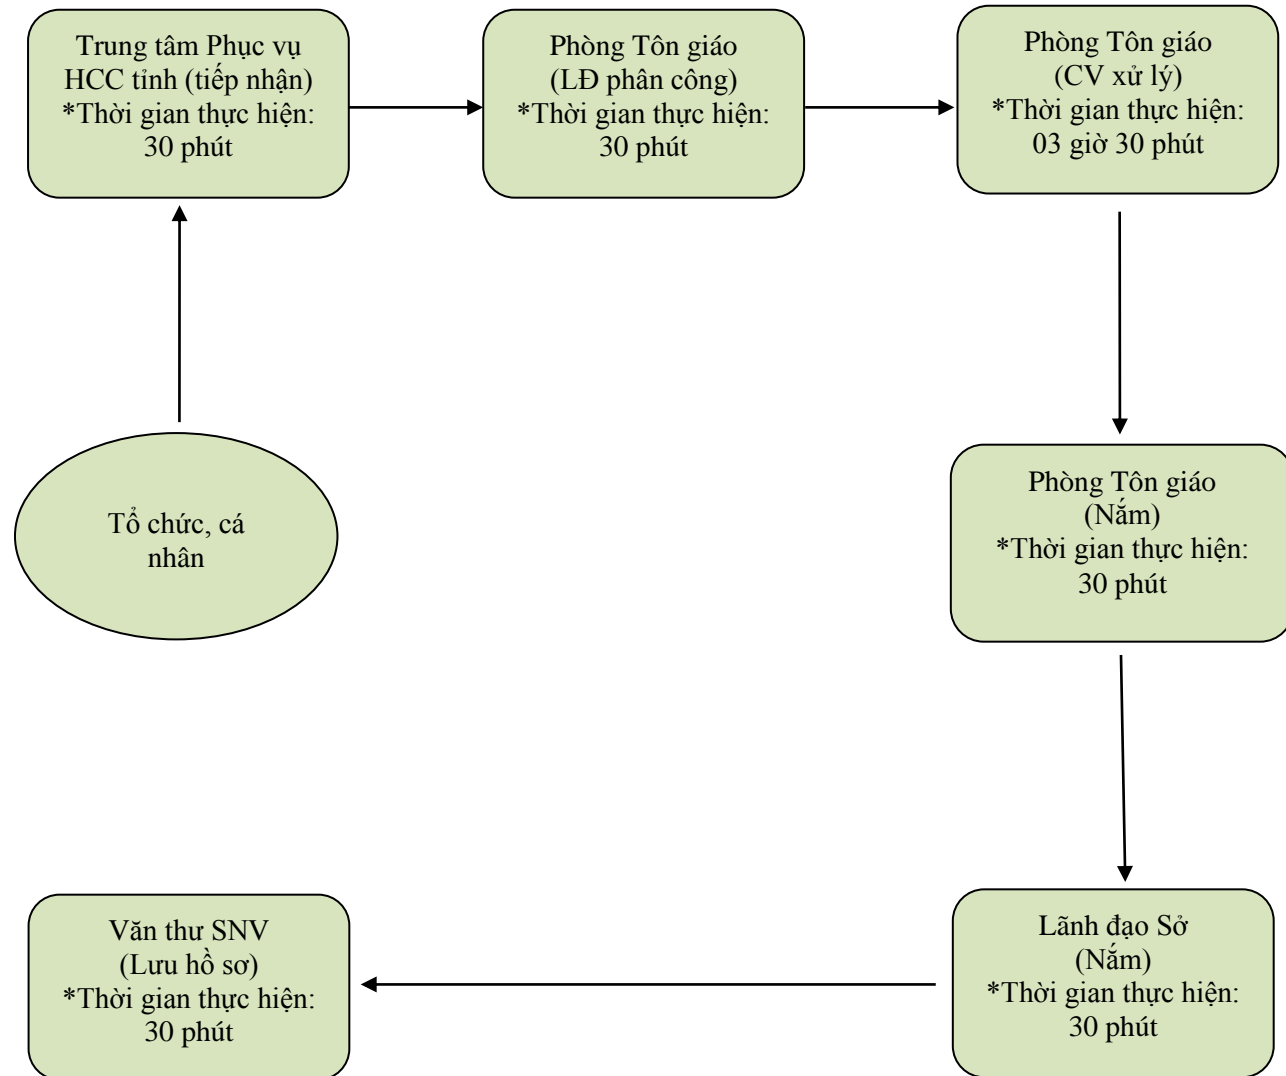 Trung tâm Phục vụ
HCC tỉnh (tiếp nhận)
*Thời gian thực hiện:
30 phút
Phòng Tôn giáo
(LĐ phân công)
*Thời gian thực hiện:
30 phút
Phòng Tôn giáo
(CV xử lý)
*Thời gian thực hiện:
03 giờ 30 phút
Tổ chức, cá
nhân
Phòng Tôn giáo
(Nắm)
*Thời gian thực hiện:
30 phút
Lãnh đạo Sở
(Nắm)
*Thời gian thực hiện:
30 phút
Văn thư SNV
(Lưu hồ sơ)
*Thời gian thực hiện:
30 phút